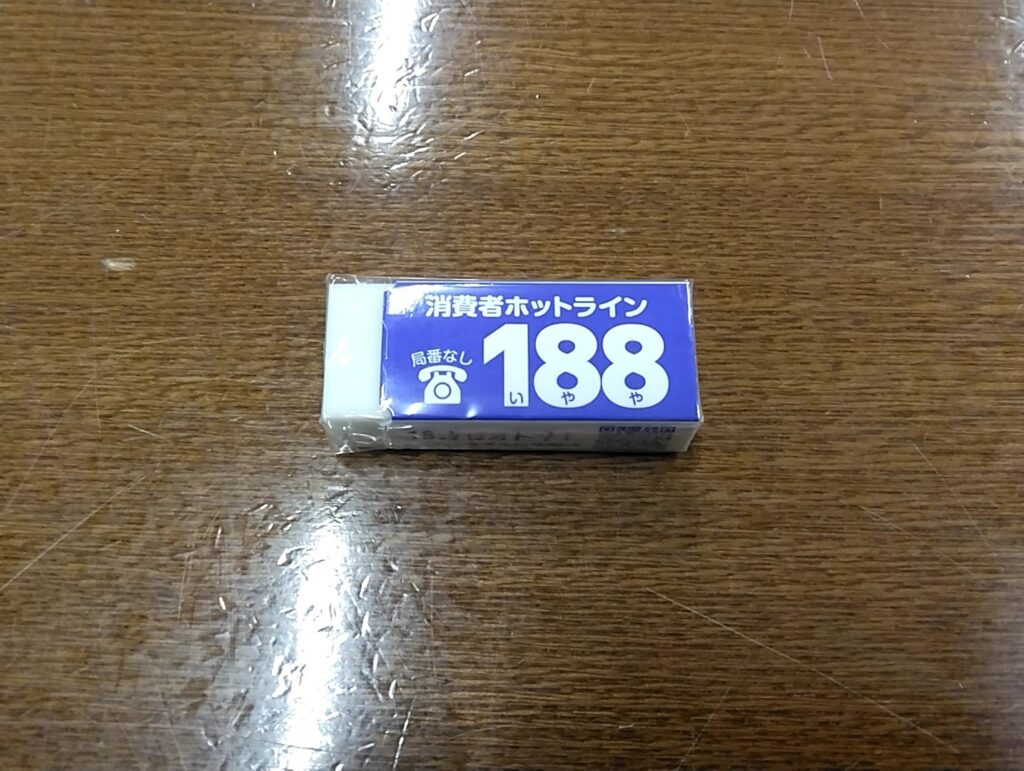 消費者ホットライン
局番なし
188
い や や